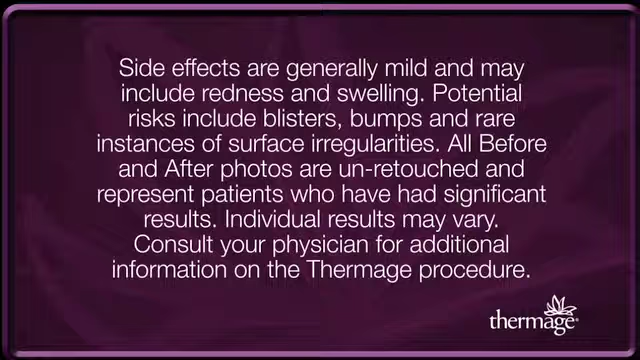 Side effects are generally mild and may
include redness and swelling. Potential
risks include blisters, bumps and rare
instances of surface irregularities. All Before
and After photos are un-retouched and
represent patients who have had significant
results. Individual results may vary.
Consult your physician for additional
information on the Thermage procedure.
thermage®